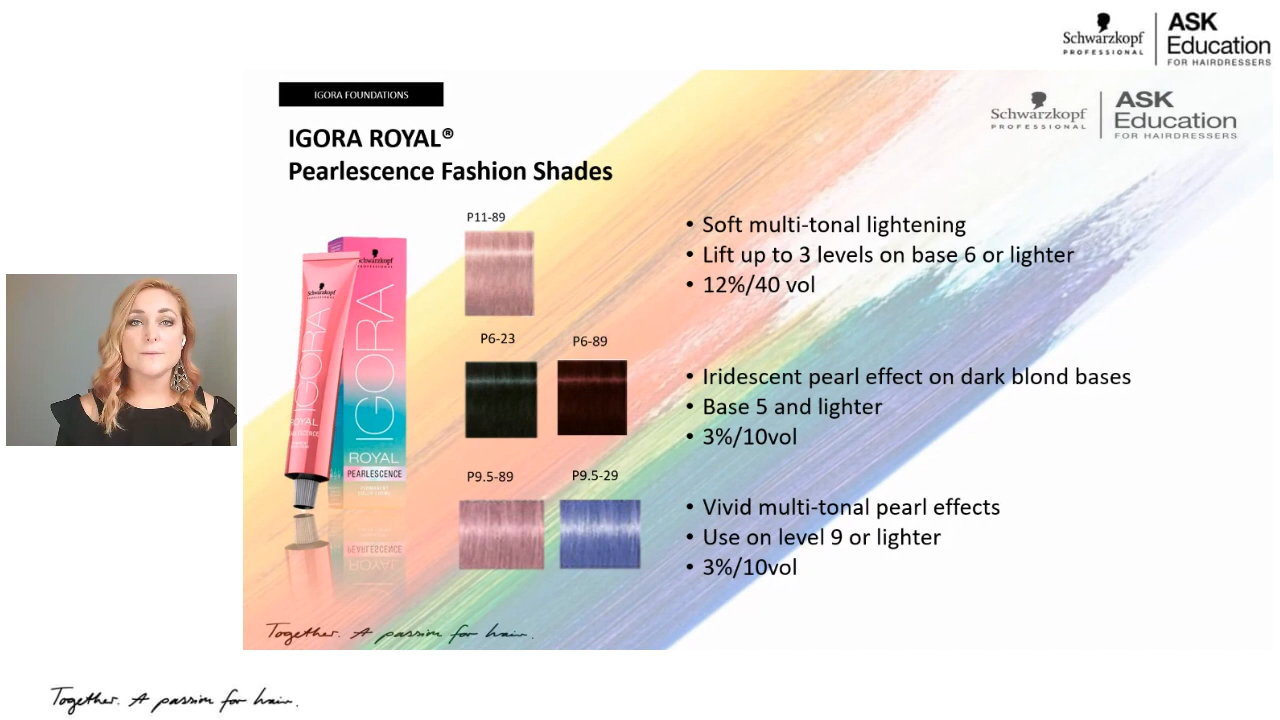 Schwarzkopf
PROFESSIONAL
ASK
Education
FOR HAIRDRESSERS
IGORA FOUNDATIONS
Schwarzkopf
PROFESSIONAL
ASK
Education
FOR HAIRDRESSERS
IGORA ROYAL®
Pearlescence Fashion Shades
P11-89
• Soft multi-tonal lightening
• Lift up to 3 levels on base 6 or lighter
• 12%/40 vol
Schwarzkopf
Schwarzkopf
IGORA
IGORA
ROYAL
ROYAL
PEARLESCENCE
P6-23
P6-89
• Iridescent pearl effect on dark blond bases
• Base 5 and lighter
• 3%/10vol
P9.5-89
P9.5-29
• Vivid multi-tonal pearl effects
• Use on level 9 or lighter
• 3%/10vol
Together. A passion for hair.
Together. A passion for hair.